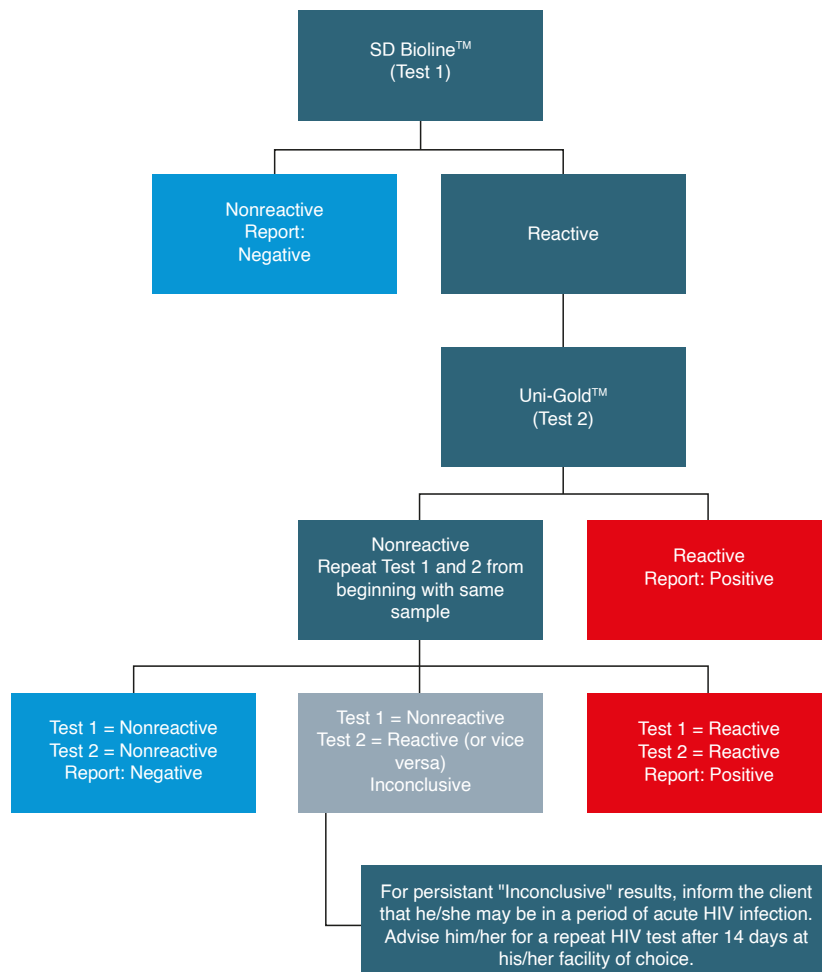 SD Bioline™
(Test 1)
Nonreactive
Report:
Negative
Reactive
Uni-Gold™
(Test 2)
Nonreactive
Repeat Test 1 and 2 from
beginning with same
sample
Reactive
Report: Positive
Test 1 = Nonreactive
Test 2 = Nonreactive
Report: Negative
Test 1 = Nonreactive
Test 2 = Reactive (or vice
versa)
Inconclusive
Test 1 = Reactive
Test 2 = Reactive
Report: Positive
For persistant "Inconclusive" results, inform the client
that he/she may be in a period of acute HIV infection.
Advise him/her for a repeat HIV test after 14 days at
his/her facility of choice.